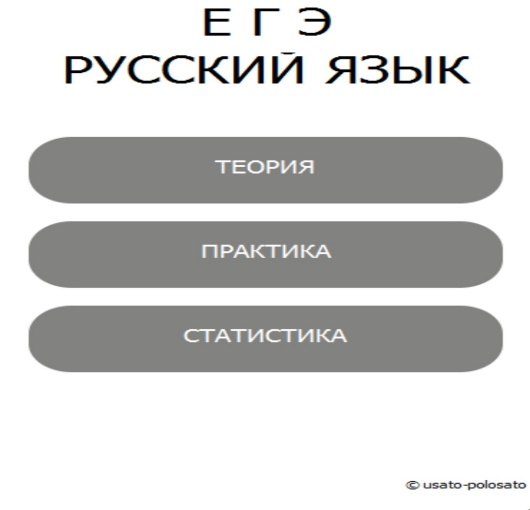 Е Г Э
РУССКИЙ ЯЗЫК
ТЕОРИЯ
ПРАКТИКА
СТАТИСТИКА
© usato-polosato